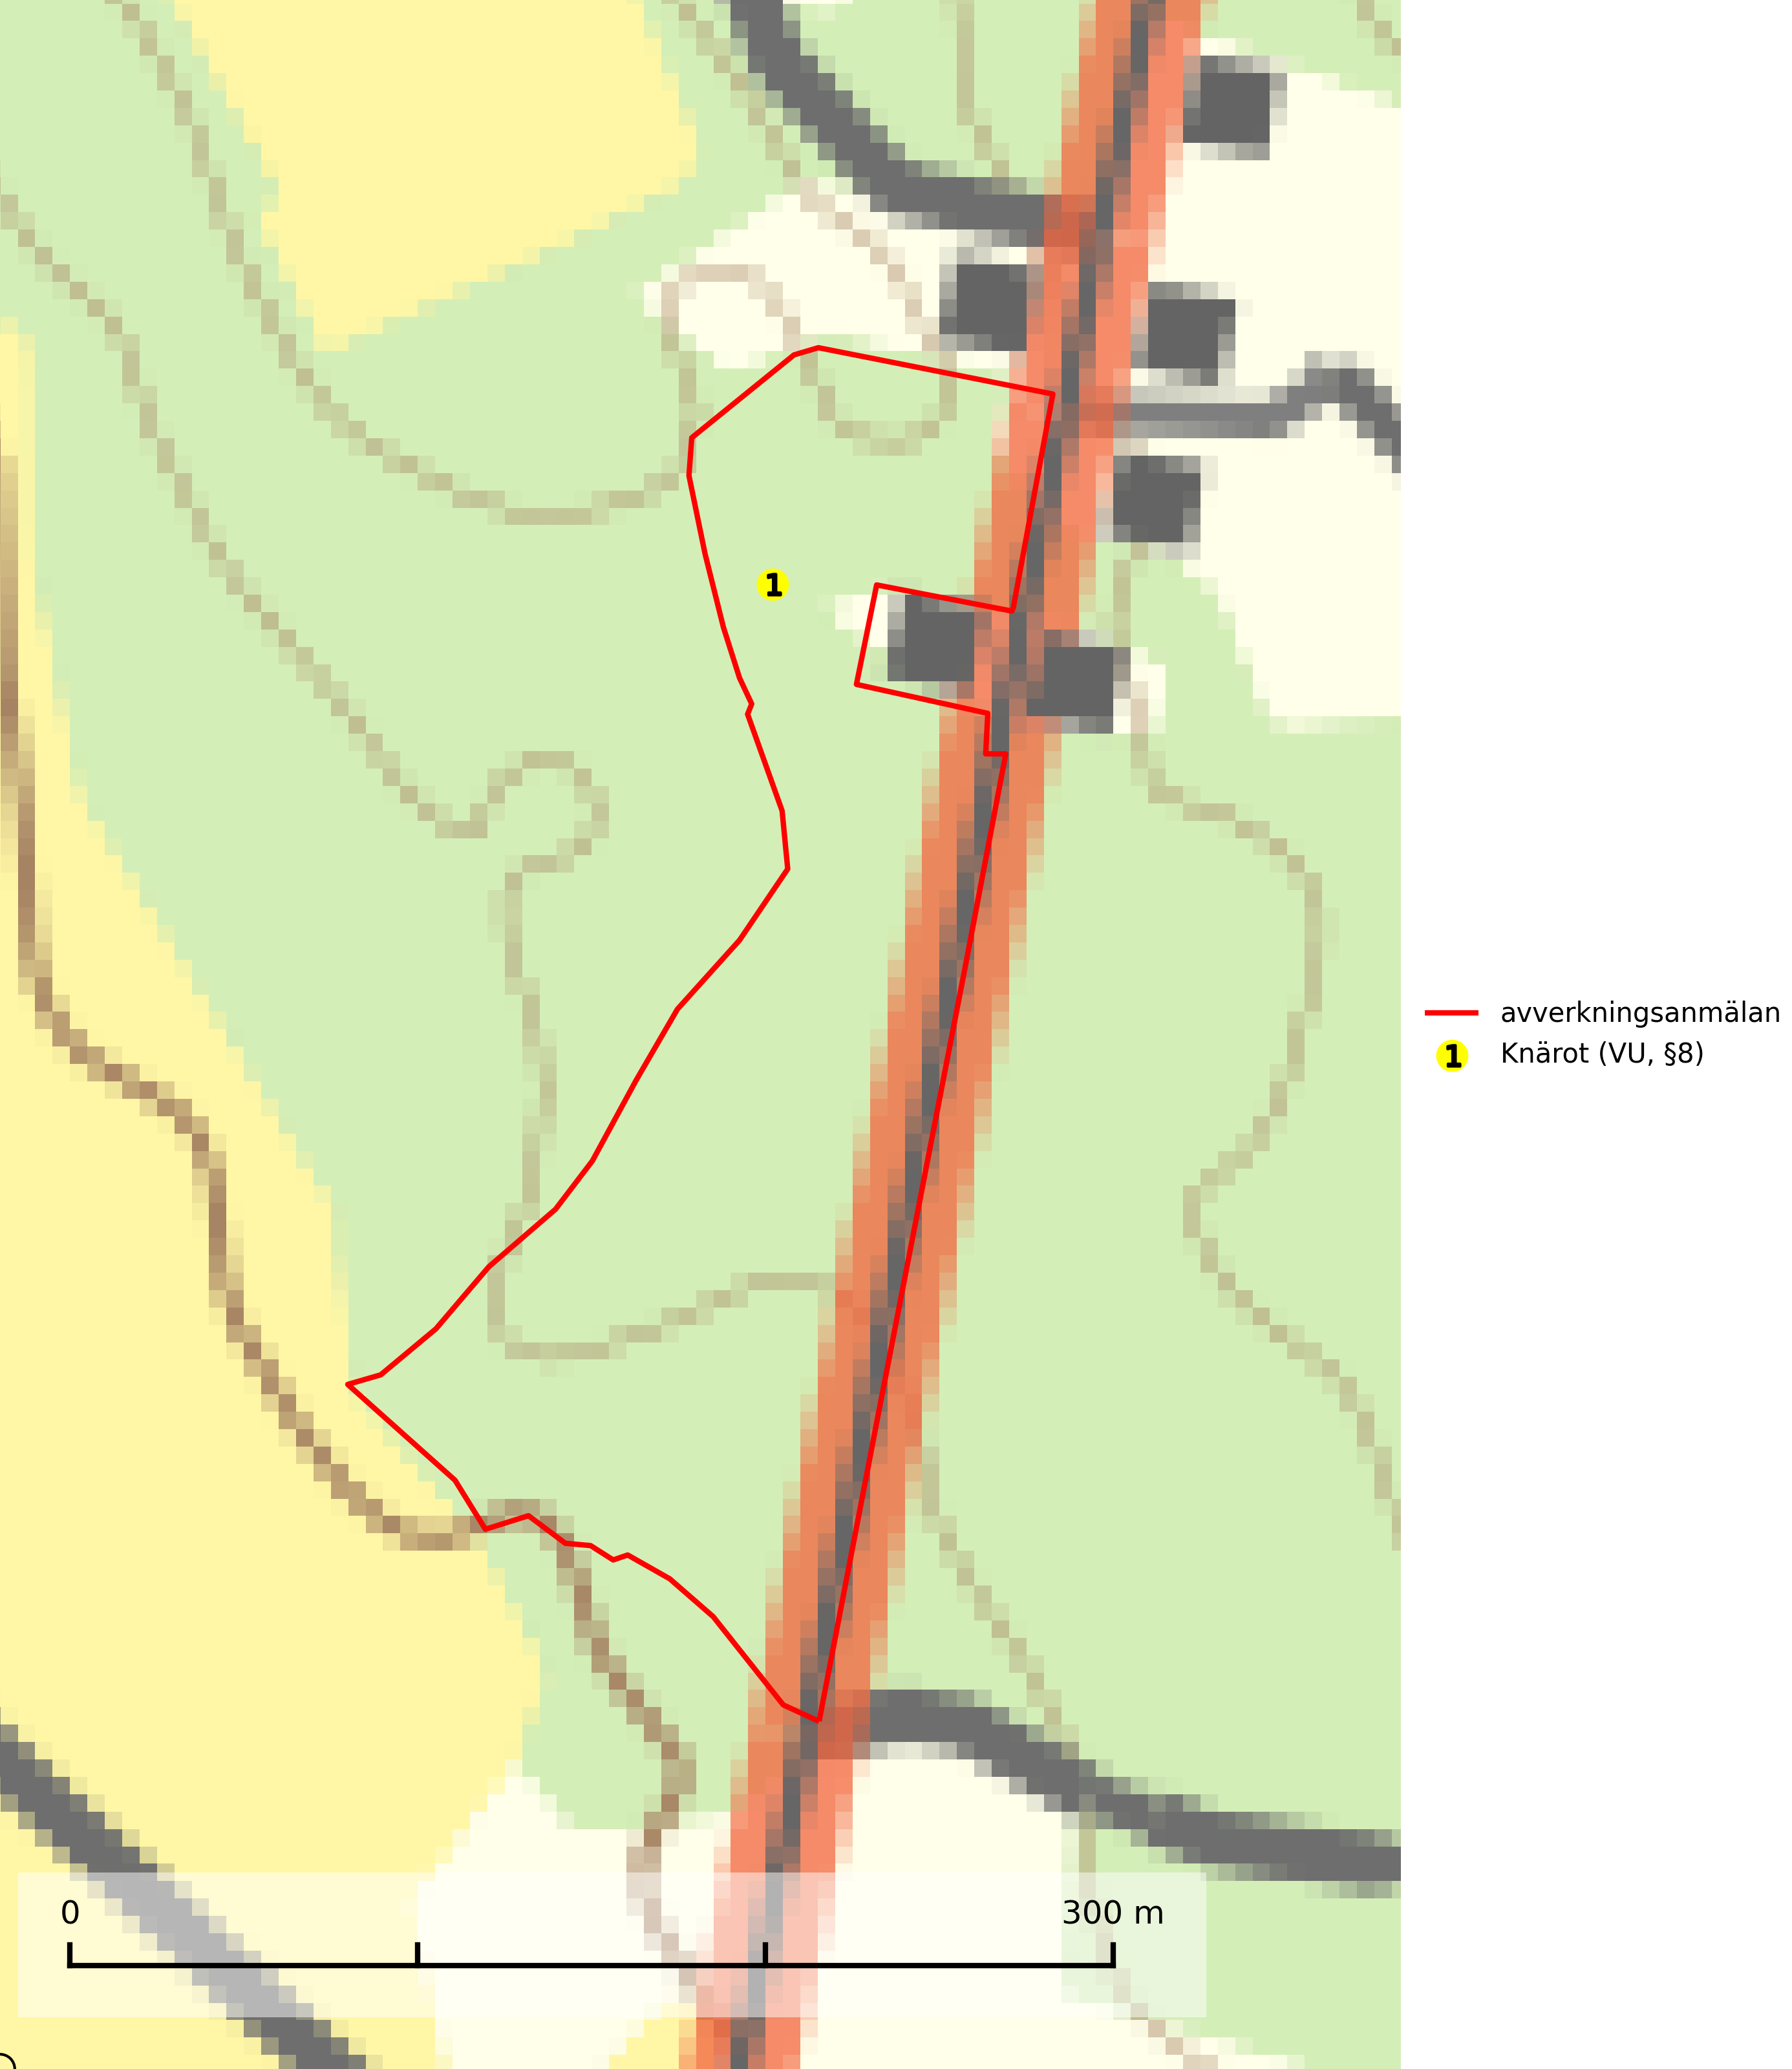 1
avverkningsanmälan
1 Knärot (VU, §8)
0 300 m